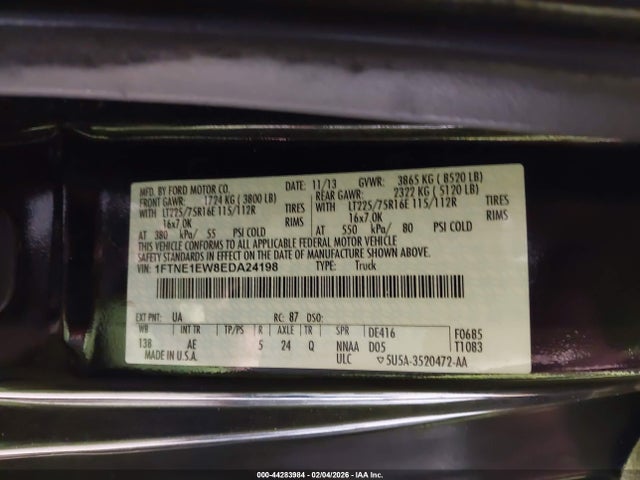 MFD. BY FORD MOTOR CO. DATE: 11/13 GVWR: 3865 KG ( 8520 LB)
FRONT GAWR: 1724 KG ( 3800 LB) REAR GAWR: 2322 KG ( 5120 LB)
WITH LT225/75R16E 115/112R TIRES WITH LT225/75R16E 115/112R TIRES
16x7.0K RIMS 16x7.0K RIMS
AT 380 kPa/ 55 PSI COLD AT 550 kPa/ 80 PSI COLD
THIS VEHICLE CONFORMS TO ALL APPLICABLE FEDERAL MOTOR VEHICLE
SAFETY STANDARDS IN EFFECT ON THE DATE OF MANUFACTURE SHOWN ABOVE.
VIN: 1FTNE1EW8EDA24198 TYPE: Truck
EXT PNT: UA RC: 87 DSO:
WB INT TR TP/PS R AXLE TR SPR DE416 F0685
138 AE 5 24 Q NNAA D05 T1083
MADE IN U.S.A. ULC ▽5U5A-3520472-AA
000-44283984 - 02/04/2026 - IAA Inc.